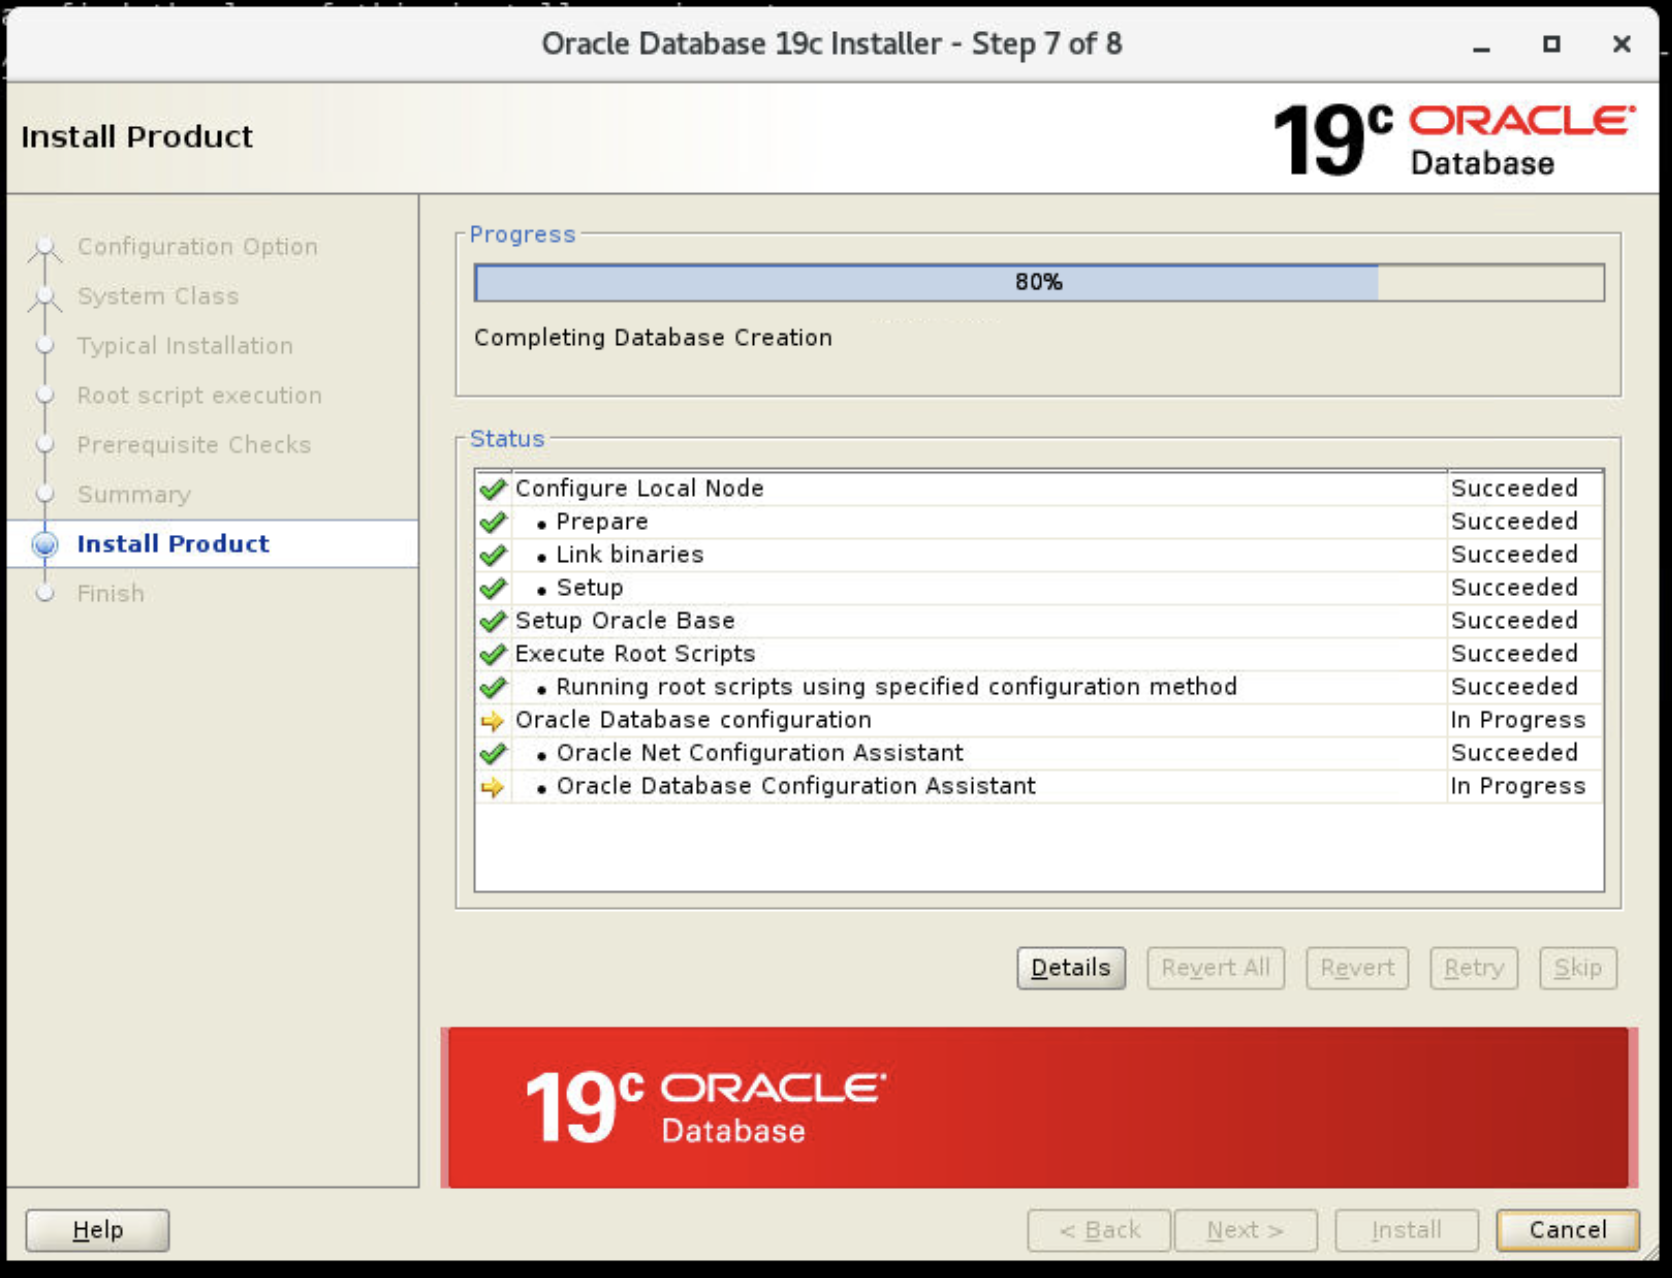 Oracle Database 19c Installer - Step 7 of 8
Install Product
19c ORACLE
Database
Configuration Option
System Class
Typical Installation
Root script execution
Prerequisite Checks
Summary
Install Product
Finish
Progress
80%
Completing Database Creation
Status
Configure Local Node Succeeded
• Prepare Succeeded
• Link binaries Succeeded
• Setup Succeeded
Setup Oracle Base Succeeded
Execute Root Scripts Succeeded
• Running root scripts using specified configuration method Succeeded
Oracle Database configuration In Progress
• Oracle Net Configuration Assistant Succeeded
• Oracle Database Configuration Assistant In Progress
Details Revert All Revert Retry Skip
19c ORACLE
Database
Help < Back Next > Install Cancel